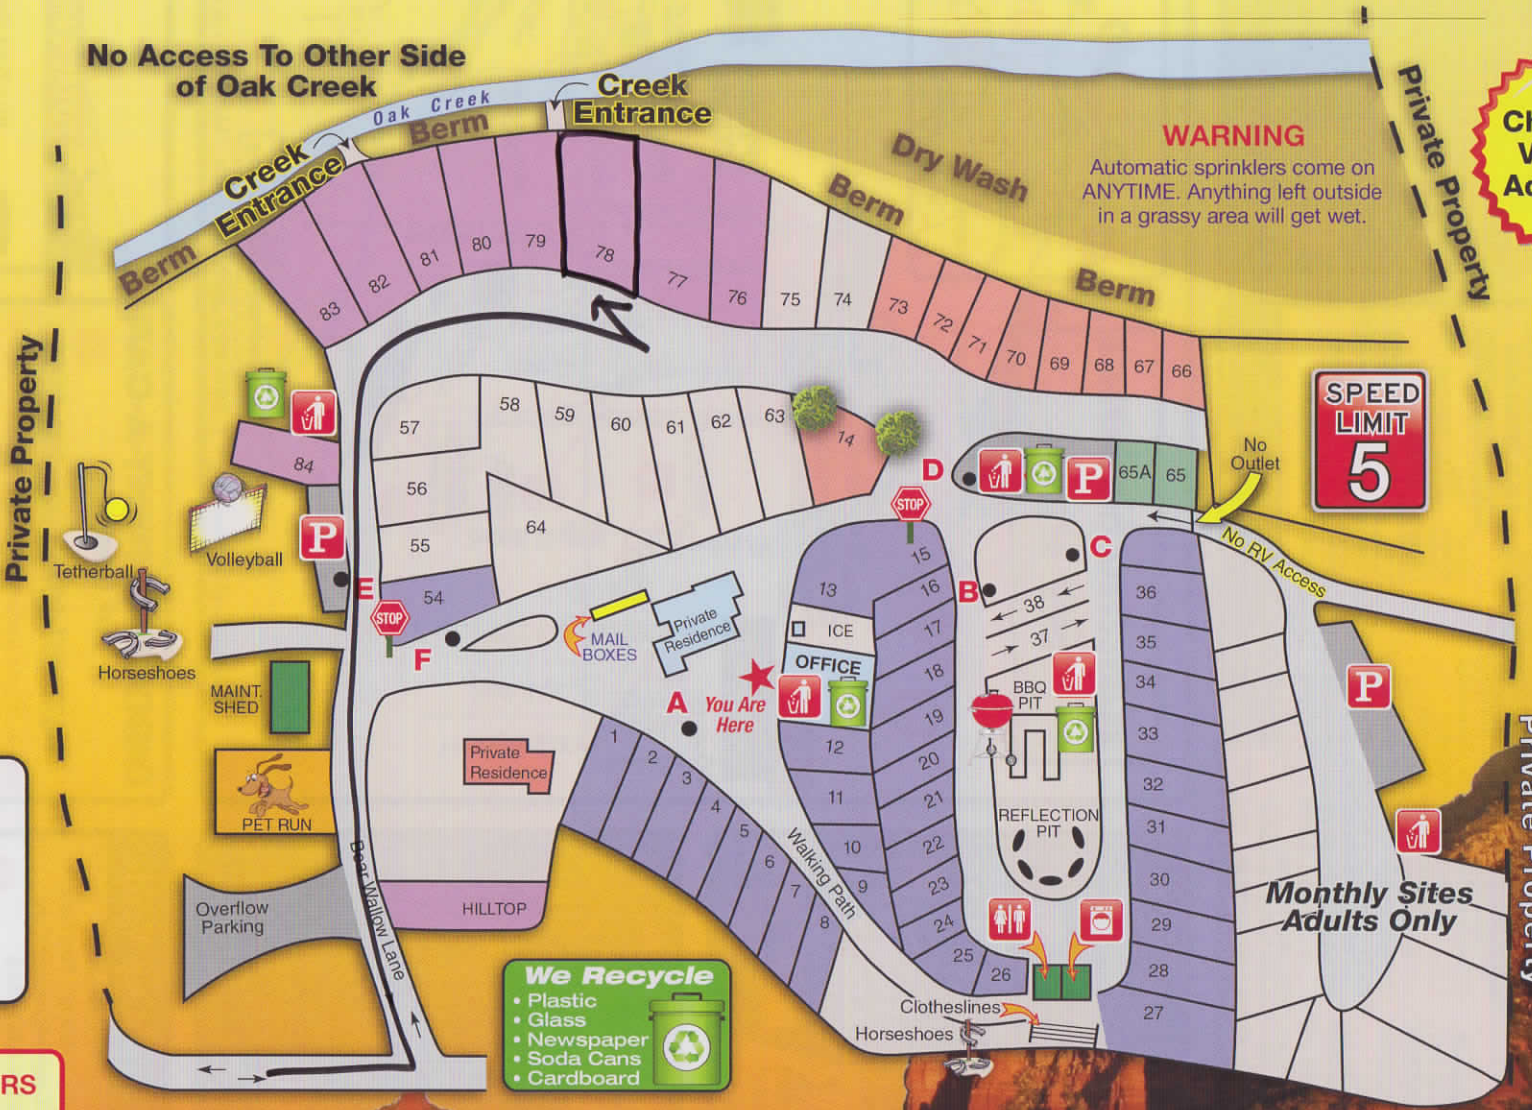 No Access To Other Side
of Oak Creek
Oak Creek
Creek
Entrance
Creek
Entrance
Berm
Berm
Berm
Berm
Dry Wash
WARNING
Automatic sprinklers come on
ANYTIME. Anything left outside
in a grassy area will get wet.
Private Property
Private Property
Private Property
SPEED
LIMIT
5
No
Outlet
No RV Access
83
82
81
80
79
78
77
76
75
74
73
72
71
70
69
68
67
66
57
58
59
60
61
62
63
14
84
56
55
64
54
D
P
65A
65
STOP
P
E
STOP
F
Volleyball
Tetherball
Horseshoes
MAINT.
SHED
PET RUN
Overflow
Parking
Bear Wallow Lane
MAIL
BOXES
Private
Residence
A
You Are
Here
13
ICE
OFFICE
12
11
10
9
15
16
17
18
19
20
21
22
23
24
25
26
B
C
38
37
BBQ
PIT
REFLECTION
PIT
36
35
34
33
32
31
30
29
28
27
P
Monthly Sites
Adults Only
Private
Residence
HILLTOP
1
2
3
4
5
6
7
8
Walking Path
Clotheslines
Horseshoes
We Recycle
• Plastic
• Glass
• Newspaper
• Soda Cans
• Cardboard
RS